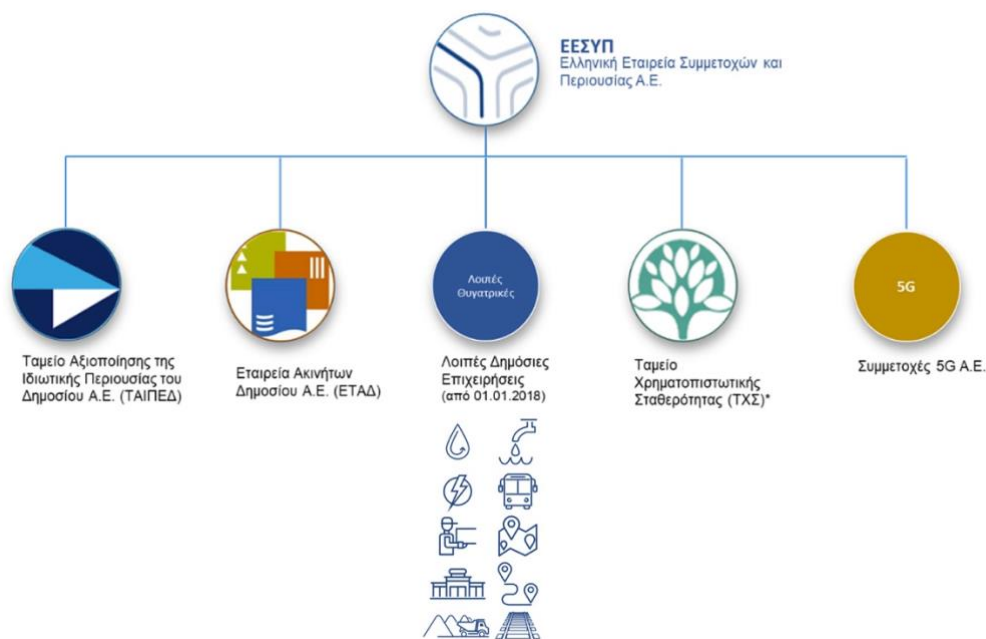 ΕΕΣΥΠ
Ελληνική Εταιρεία Συμμετοχών και
Περιουσίας Α.Ε.
Λοιπές
Θυγατρικές
5G
Ταμείο Αξιοποίησης της
Ιδιωτικής Περιουσίας του
Δημοσίου Α.Ε. (ΤΑΙΠΕΔ)
Εταιρεία Ακινήτων
Δημοσίου Α.Ε. (ΕΤΑΔ)
Λοιπές Δημόσιες
Επιχειρήσεις
(από 01.01.2018)
Ταμείο
Χρηματοπιστωτικής
Σταθερότητας (ΤΧΣ)*
Συμμετοχές 5G Α.Ε.